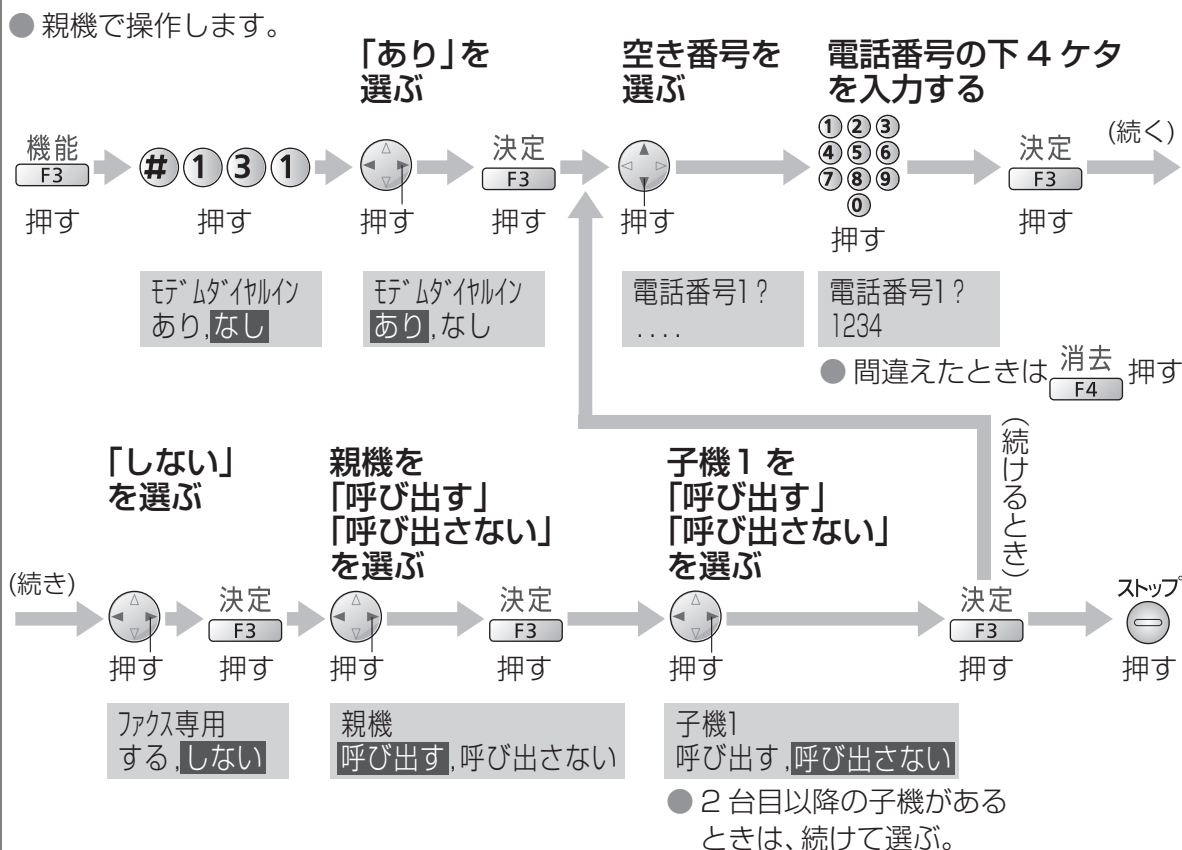 ● 親機で操作します。
「あり」を
選ぶ
空き番号を
選ぶ
電話番号の下4ケタ
を入力する
機能
F3
押す
# 1 3 1
押す
押す
決定
F3
押す
押す
1 2 3
4 5 6
7 8 9
0
押す
決定
F3
押す
(続く)
ﾓﾃﾞﾑﾀﾞｲﾔﾙｲﾝ
あり,なし
ﾓﾃﾞﾑﾀﾞｲﾔﾙｲﾝ
あり,なし
電話番号1?
....
電話番号1?
1234
● 間違えたときは 消去 F4 押す
(続けるとき)
「しない」
を選ぶ
親機を
「呼び出す」
「呼び出さない」
を選ぶ
子機1を
「呼び出す」
「呼び出さない」
を選ぶ
(続き)
押す
決定
F3
押す
押す
決定
F3
押す
押す
決定
F3
押す
ストップ
押す
ﾌｧｸｽ専用
する,しない
親機
呼び出す,呼び出さない
子機1
呼び出す,呼び出さない
● 2台目以降の子機がある
ときは、続けて選ぶ。